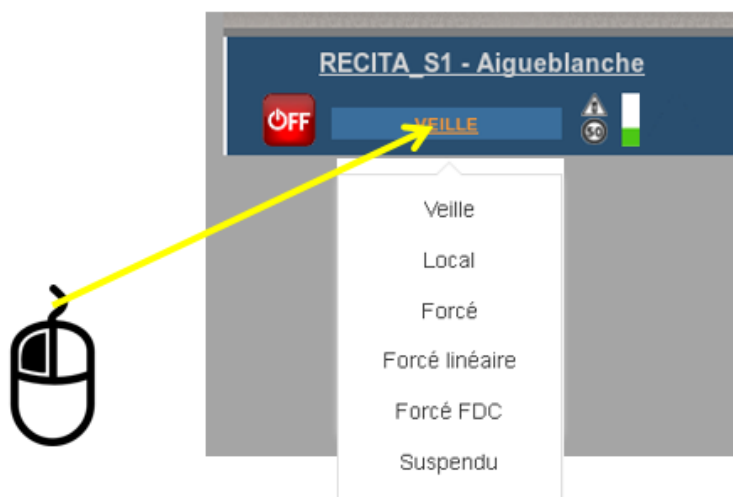 RECITA_S1 - Aigueblanche
OFF
VEILLE
50
Veille
Local
Forcé
Forcé linéaire
Forcé FDC
Suspendu